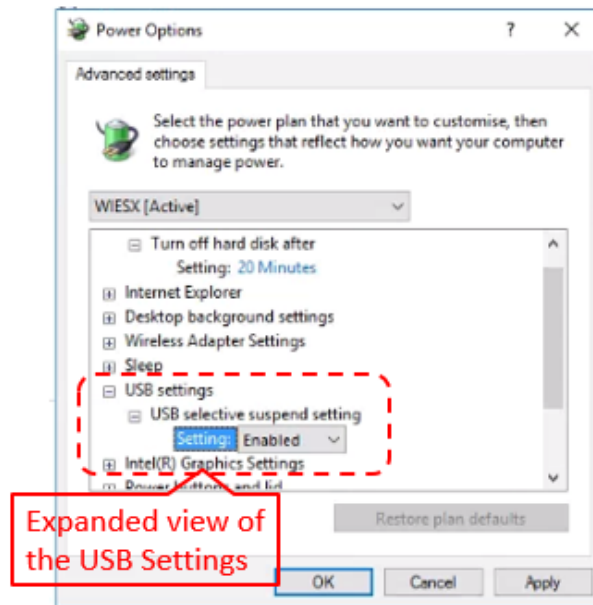 Power Options
Advanced settings
Select the power plan that you want to customise, then
choose settings that reflect how you want your computer
to manage power.
WIESX [Active]
Turn off hard disk after
Setting: 20 Minutes
Internet Explorer
Desktop background settings
Wireless Adapter Settings
Sleep
USB settings
USB selective suspend setting
Setting: Enabled
Intel(R) Graphics Settings
Power buttons and lid
Expanded view of
the USB Settings
Restore plan defaults
OK Cancel Apply